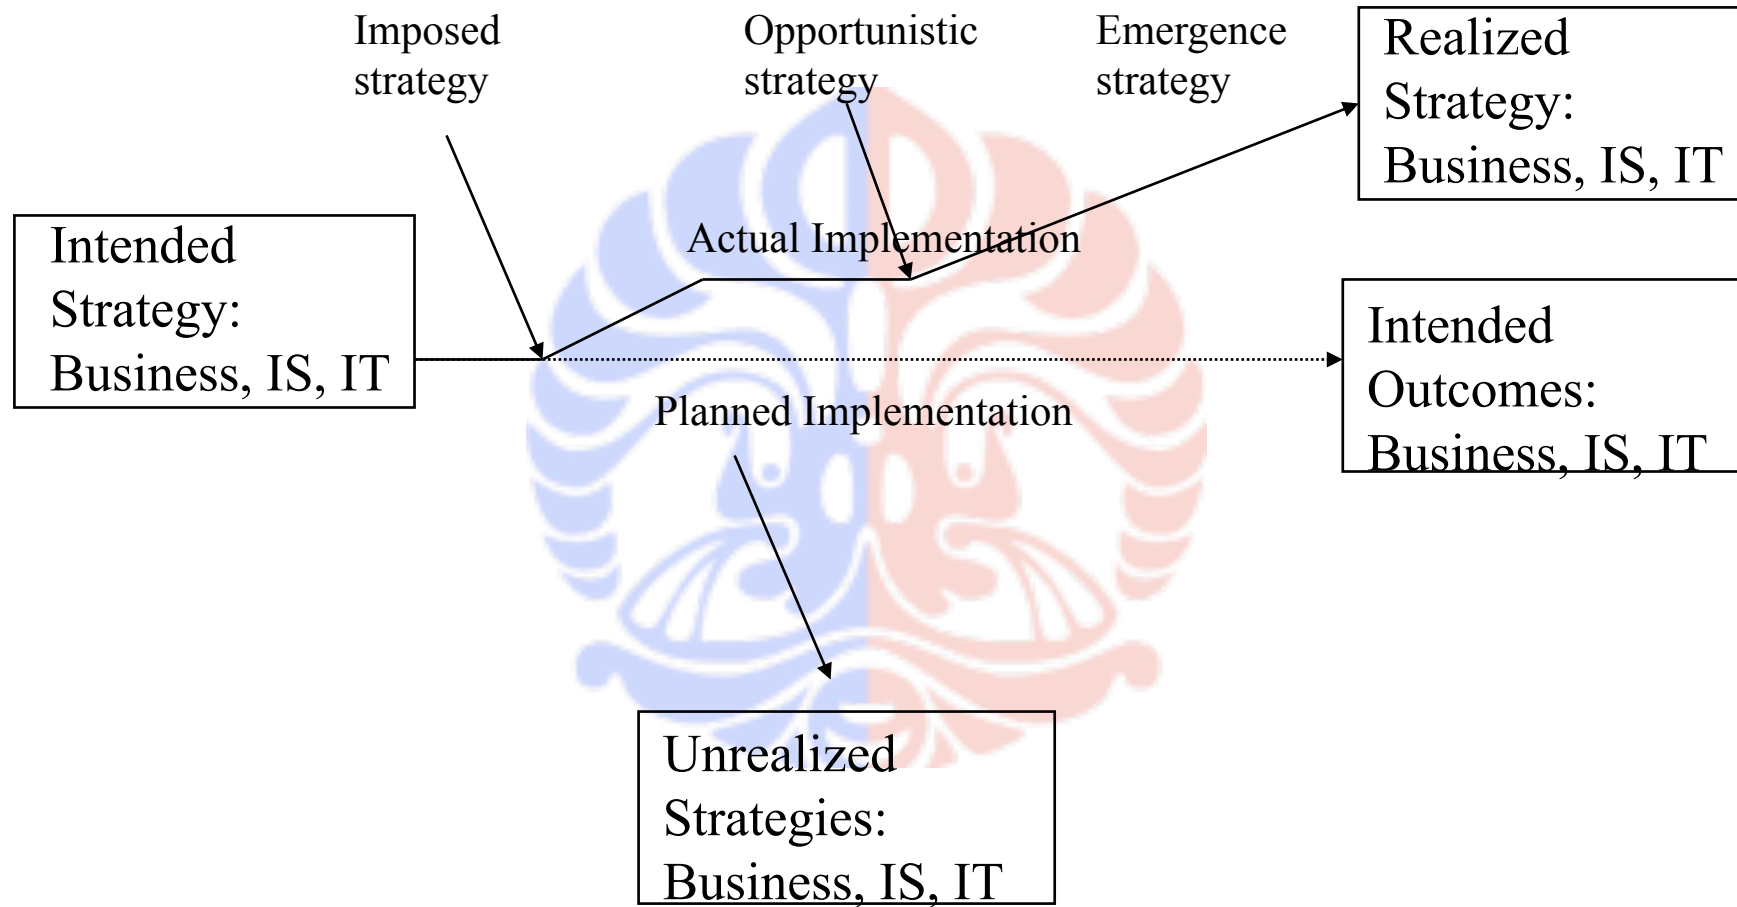 Imposed
strategy
Opportunistic
strategy
Emergence
strategy
Realized
Strategy:
Business, IS, IT
Actual Implementation
Intended
Strategy:
Business, IS, IT
Intended
Outcomes:
Business, IS, IT
Planned Implementation
Unrealized
Strategies:
Business, IS, IT